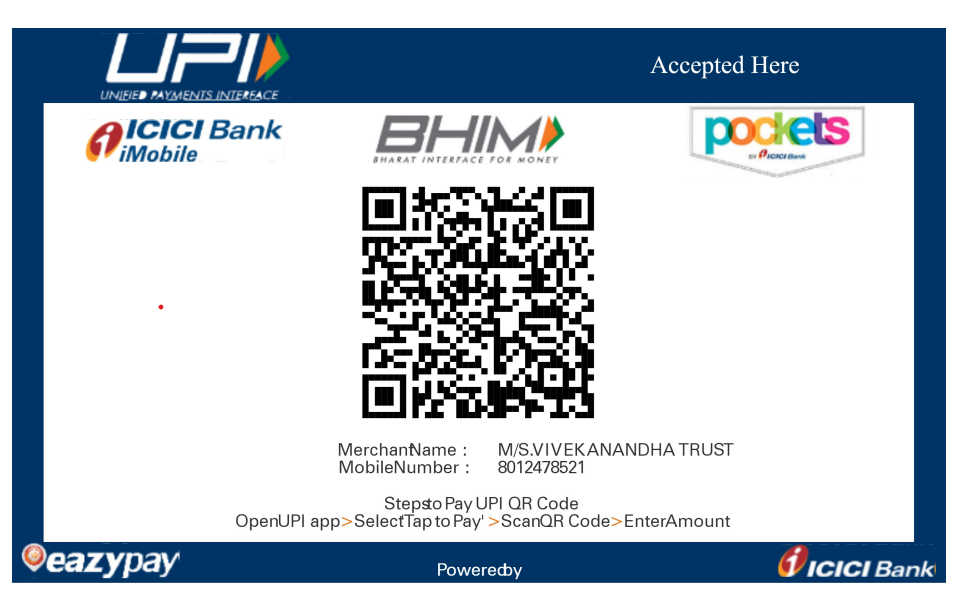 UPI
UNIFIED PAYMENTS INTERFACE
Accepted Here
ICICI Bank
iMobile
BHIM
BHARAT INTERFACE FOR MONEY
pockets
BY ICICI Bank
MerchantName : M/S.VIVEKANANDHA TRUST
MobileNumber : 8012478521
Stepsto Pay UPI QR Code
OpenUPI app>Select'Tap to Pay' >ScanQR Code>EnterAmount
eazypay
Poweredby
ICICI Bank